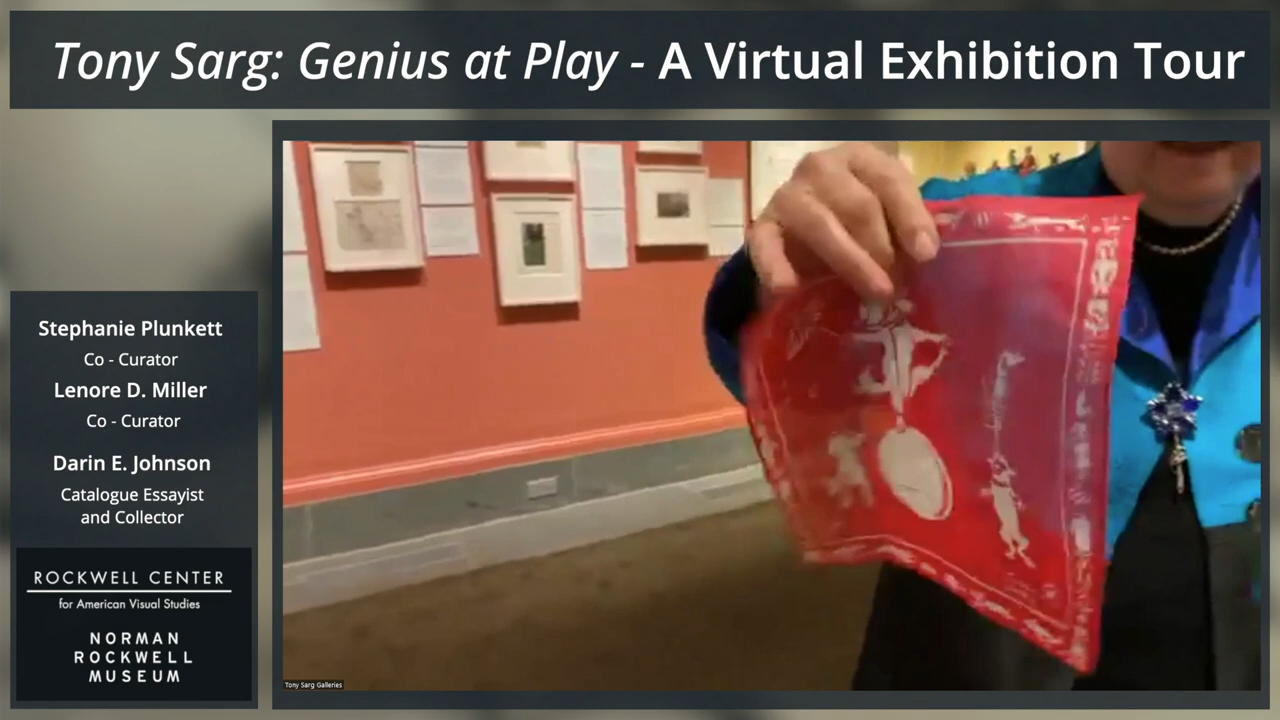 Tony Sarg: Genius at Play - A Virtual Exhibition Tour
Stephanie Plunkett
Co - Curator
Lenore D. Miller
Co - Curator
Darin E. Johnson
Catalogue Essayist
and Collector
ROCKWELL CENTER
for American Visual Studies
NORMAN
ROCKWELL
MUSEUM
Tony Sarg Galleries